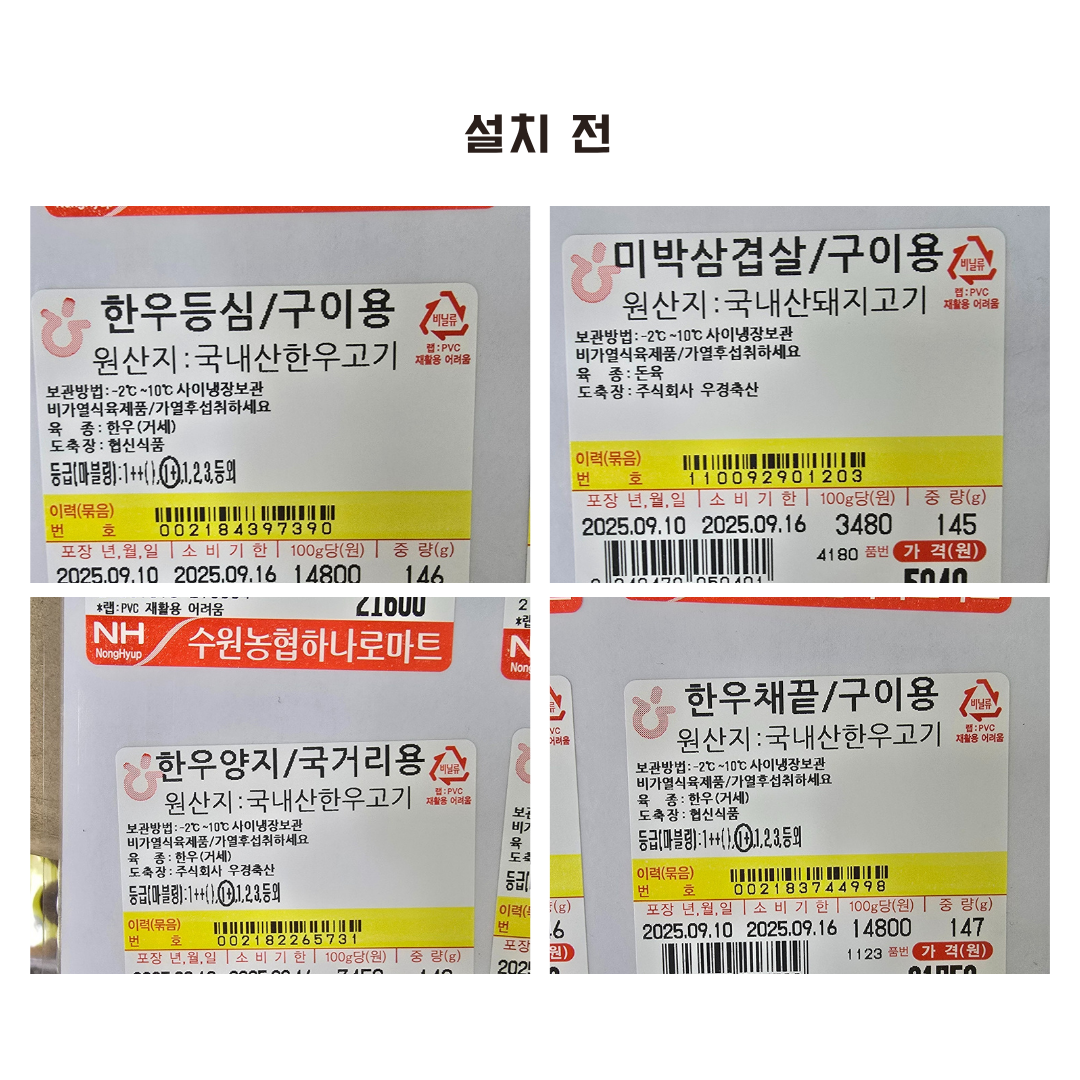 설치 전
NongHyup
한우등심/구이용
비닐류
랩:PVC
재활용 어려움
원산지:국내산한우고기
보관방법:-2℃~10℃ 사이냉장보관
비가열식육제품/가열후섭취하세요
육 종:한우(거세)
도축장:협신식품
등급(마블링):1++( ),1+,1,2,3,등외
이력(묶음)
번 호
002184397390
포장 년,월,일 | 소비기한 | 100g당(원) | 중량(g)
2025.09.10 2025.09.16 14800 146
미박삼겹살/구이용
비닐류
랩:PVC
재활용 어려움
원산지:국내산돼지고기
보관방법:-2℃~10℃ 사이냉장보관
비가열식육제품/가열후섭취하세요
육 종:돈육
도축장:주식회사 우경축산
이력(묶음)
번 호
110092901203
포장 년,월,일 | 소비기한 | 100g당(원) | 중량(g)
2025.09.10 2025.09.16 3480 145
4180 품번 가격(원)
*랩:PVC 재활용 어려움
21600
NH
NongHyup
수원농협하나로마트
한우양지/국거리용
비닐류
랩:PVC
재활용 어려움
원산지:국내산한우고기
보관방법:-2℃~10℃ 사이냉장보관
비가열식육제품/가열후섭취하세요
육 종:한우(거세)
도축장:주식회사 우경축산
등급(마블링):1++( ),1+,1,2,3,등외
이력(묶음)
번 호
002182265731
포장 년,월,일 | 소비기한 | 100g당(원) | 중량(g)
한우채끝/구이용
비닐류
랩:PVC
재활용 어려움
원산지:국내산한우고기
보관방법:-2℃~10℃ 사이냉장보관
비가열식육제품/가열후섭취하세요
육 종:한우(거세)
도축장:협신식품
등급(마블링):1++( ),1+,1,2,3,등외
이력(묶음)
번 호
002183744998
포장 년,월,일 | 소비기한 | 100g당(원) | 중량(g)
2025.09.10 2025.09.16 14800 147
1123 품번 가격(원)